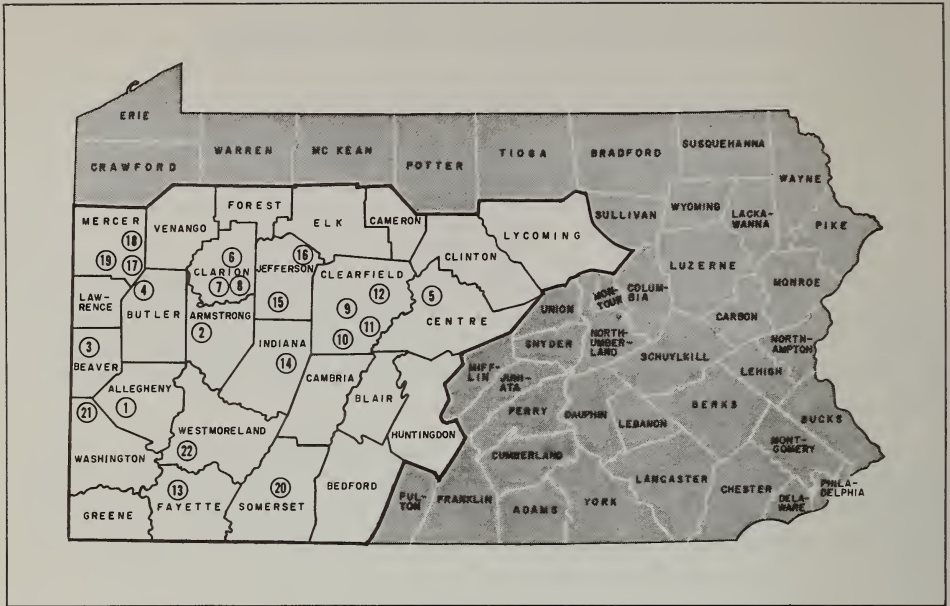 ERIE
CRAWFORD
WARREN
MC KEAN
POTTER
TIOGA
BRADFORD
SUSQUEHANNA
WAYNE
WYOMING
LACKA-
WANNA
PIKE
SULLIVAN
MERCER
18
19
17
VENANGO
FOREST
ELK
CAMERON
CLINTON
LYCOMING
LUZERNE
MONROE
6
CLARION
7
8
JEFFERSON
16
15
CLEARFIELD
12
9
11
10
5
CENTRE
UNION
MON-
TOUR
COLUM-
BIA
CARBON
LAW-
RENCE
4
BUTLER
ARMSTRONG
2
INDIANA
14
SNYDER
NORTH-
UMBER-
LAND
SCHUYLKILL
NORTH-
AMPTON
LEHIGH
3
BEAVER
ALLEGHENY
1
21
CAMBRIA
BLAIR
HUNTINGDON
MIFF-
LIN
JUNI-
ATA
PERRY
DAUPHIN
LEBANON
BERKS
BUCKS
MONT-
GOMERY
WESTMORELAND
22
WASHINGTON
CUMBERLAND
LANCASTER
CHESTER
DELA-
WARE
PHILA-
DELPHIA
GREENE
13
FAYETTE
20
SOMERSET
BEDFORD
FUL-
TON
FRANKLIN
ADAMS
YORK